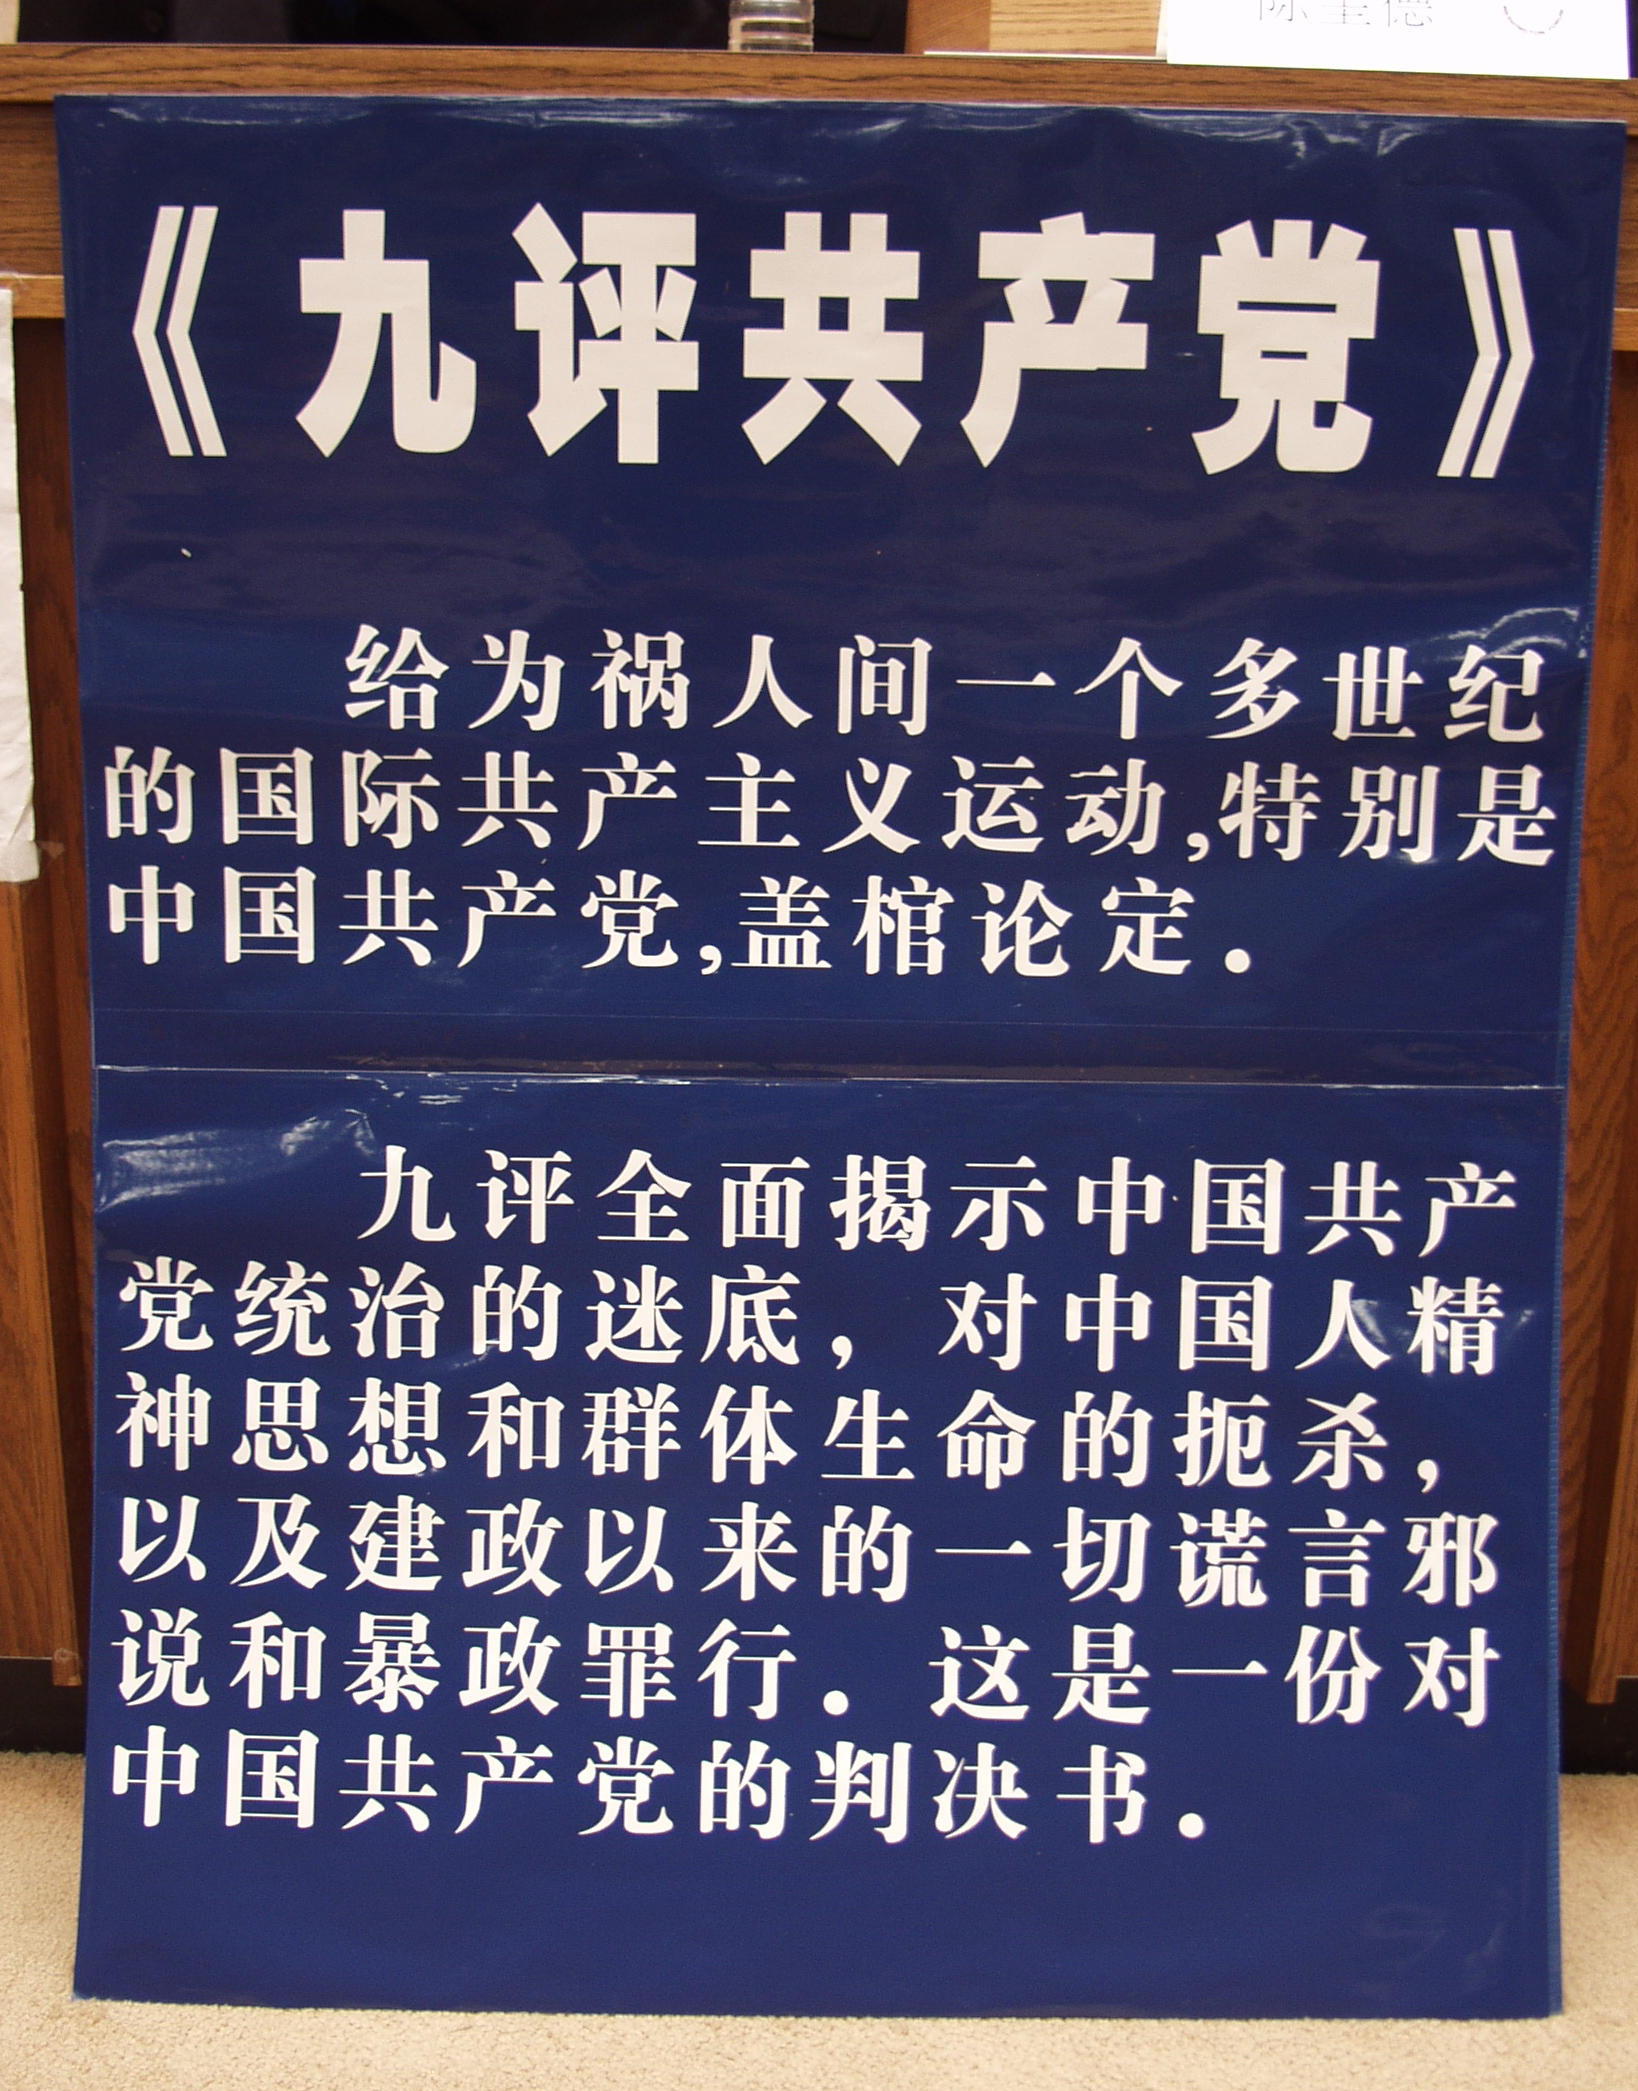 《九评共产党》
给为祸人间一个多世纪
的国际共产主义运动,特别是
中国共产党,盖棺论定.
九评全面揭示中国共产
党统治的迷底，对中国人精
神思想和群体生命的扼杀，
以及建政以来的一切谎言邪
说和暴政罪行.这是一份对
中国共产党的判决书.